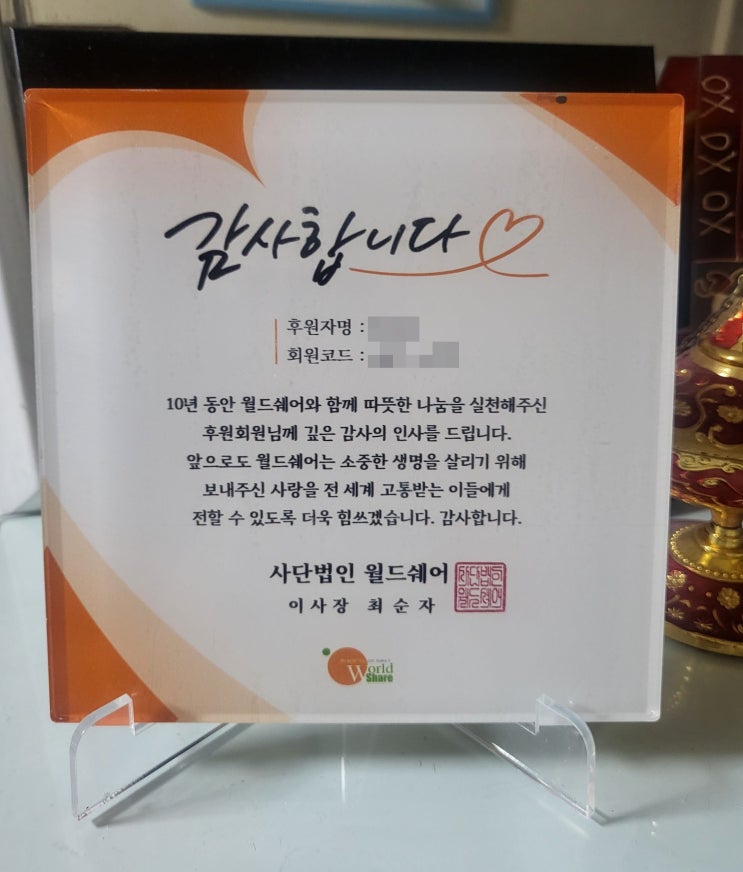 감사합니다
후원자명 :
회원코드 :
10년 동안 월드쉐어와 함께 따뜻한 나눔을 실천해주신
후원회원님께 깊은 감사의 인사를 드립니다.
앞으로도 월드쉐어는 소중한 생명을 살리기 위해
보내주신 사랑을 전 세계 고통받는 이들에게
전할 수 있도록 더욱 힘쓰겠습니다. 감사합니다.
사단법인 월드쉐어
이사장 최순자
World
Share
XO XO XO